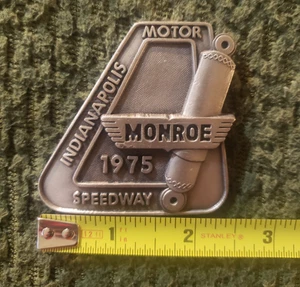 MOTOR
INDIANAPOLIS
MONROE
1975
SPEEDWAY
1
2
3
STANLEY